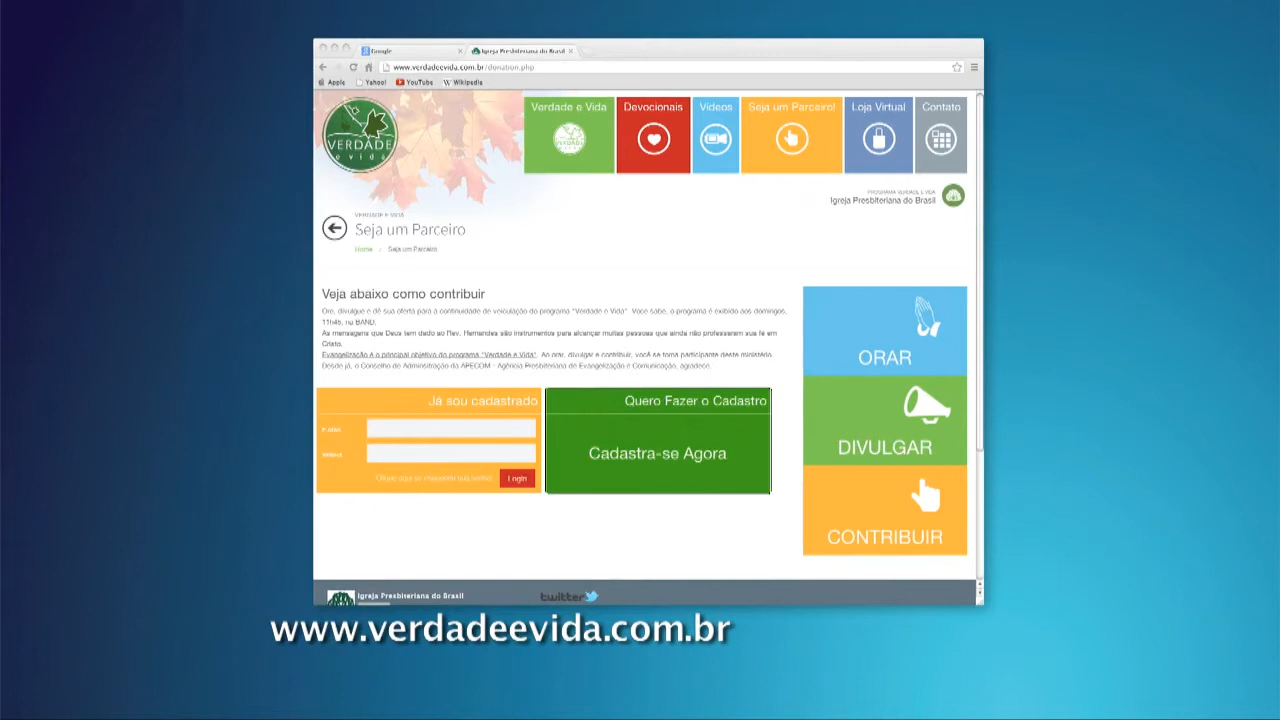 Google
Igreja Presbiteriana do Brasil
www.verdadeevida.com.br/donation.php
Apple
Yahoo!
YouTube
Wikipedia
VERDADE
e vida
Verdade e Vida
Devocionais
Vídeos
Seja um Parceiro!
Loja Virtual
Contato
PROGRAMA VERDADE E VIDA
Igreja Presbiteriana do Brasil
VERDADE E VIDA
Seja um Parceiro
Home / Seja um Parceiro
Veja abaixo como contribuir
Ore, divulgue e dê sua oferta para a continuidade de veiculação do programa "Verdade e Vida". Você sabe, o programa é exibido aos domingos,
11h45, na BAND.
As mensagens que Deus tem dado ao Rev. Hernandes são instrumentos para alcançar muitas pessoas que ainda não professaram sua fé em
Cristo.
Evangelização é o principal objetivo do programa "Verdade e Vida". Ao orar, divulgar e contribuir, você se torna participante deste ministério.
Desde já, o Conselho de Administração da APECOM - Agência Presbiteriana de Evangelização e Comunicação, agradece.
Já sou cadastrado
Login
Quero Fazer o Cadastro
Cadastra-se Agora
ORAR
DIVULGAR
CONTRIBUIR
Igreja Presbiteriana do Brasil
twitter
www.verdadeevida.com.br